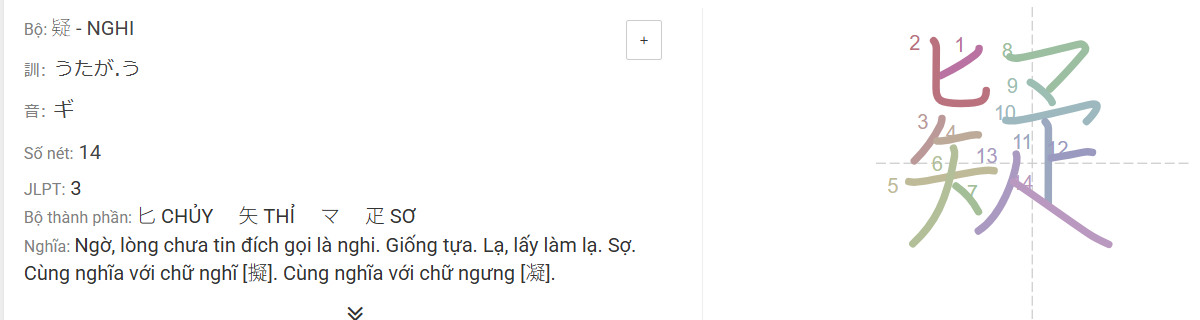 Bộ: 疑 - NGHI
+
訓: うたが.う
音: ギ
Số nét: 14
JLPT: 3
Bộ thành phần: 匕 CHỦY 矢 THỈ マ 疋 SƠ
Nghĩa: Ngờ, lòng chưa tin đích gọi là nghi. Giống tựa. Lạ, lấy làm lạ. Sợ.
Cùng nghĩa với chữ nghĩ [擬]. Cùng nghĩa với chữ ngưng [凝].
疑
2 1 8
9
3 4 10
6 13 11 12
5 7 14